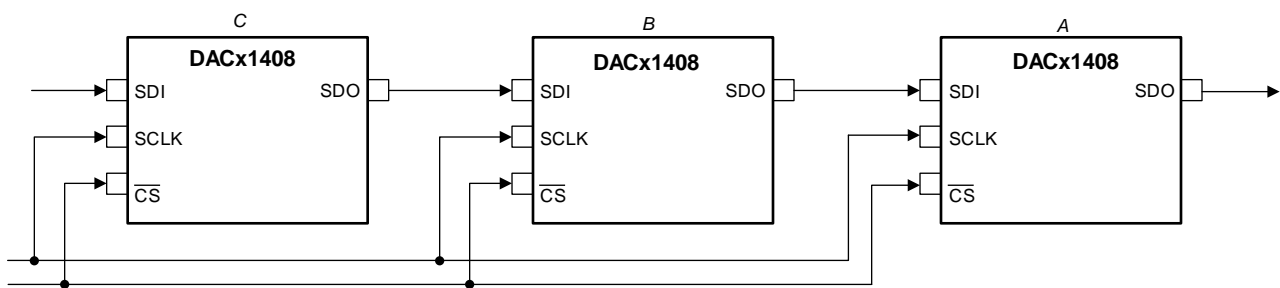 C
DACx1408
SDI
SDO
SCLK
CS
B
DACx1408
SDI
SDO
SCLK
CS
A
DACx1408
SDI
SDO
SCLK
CS